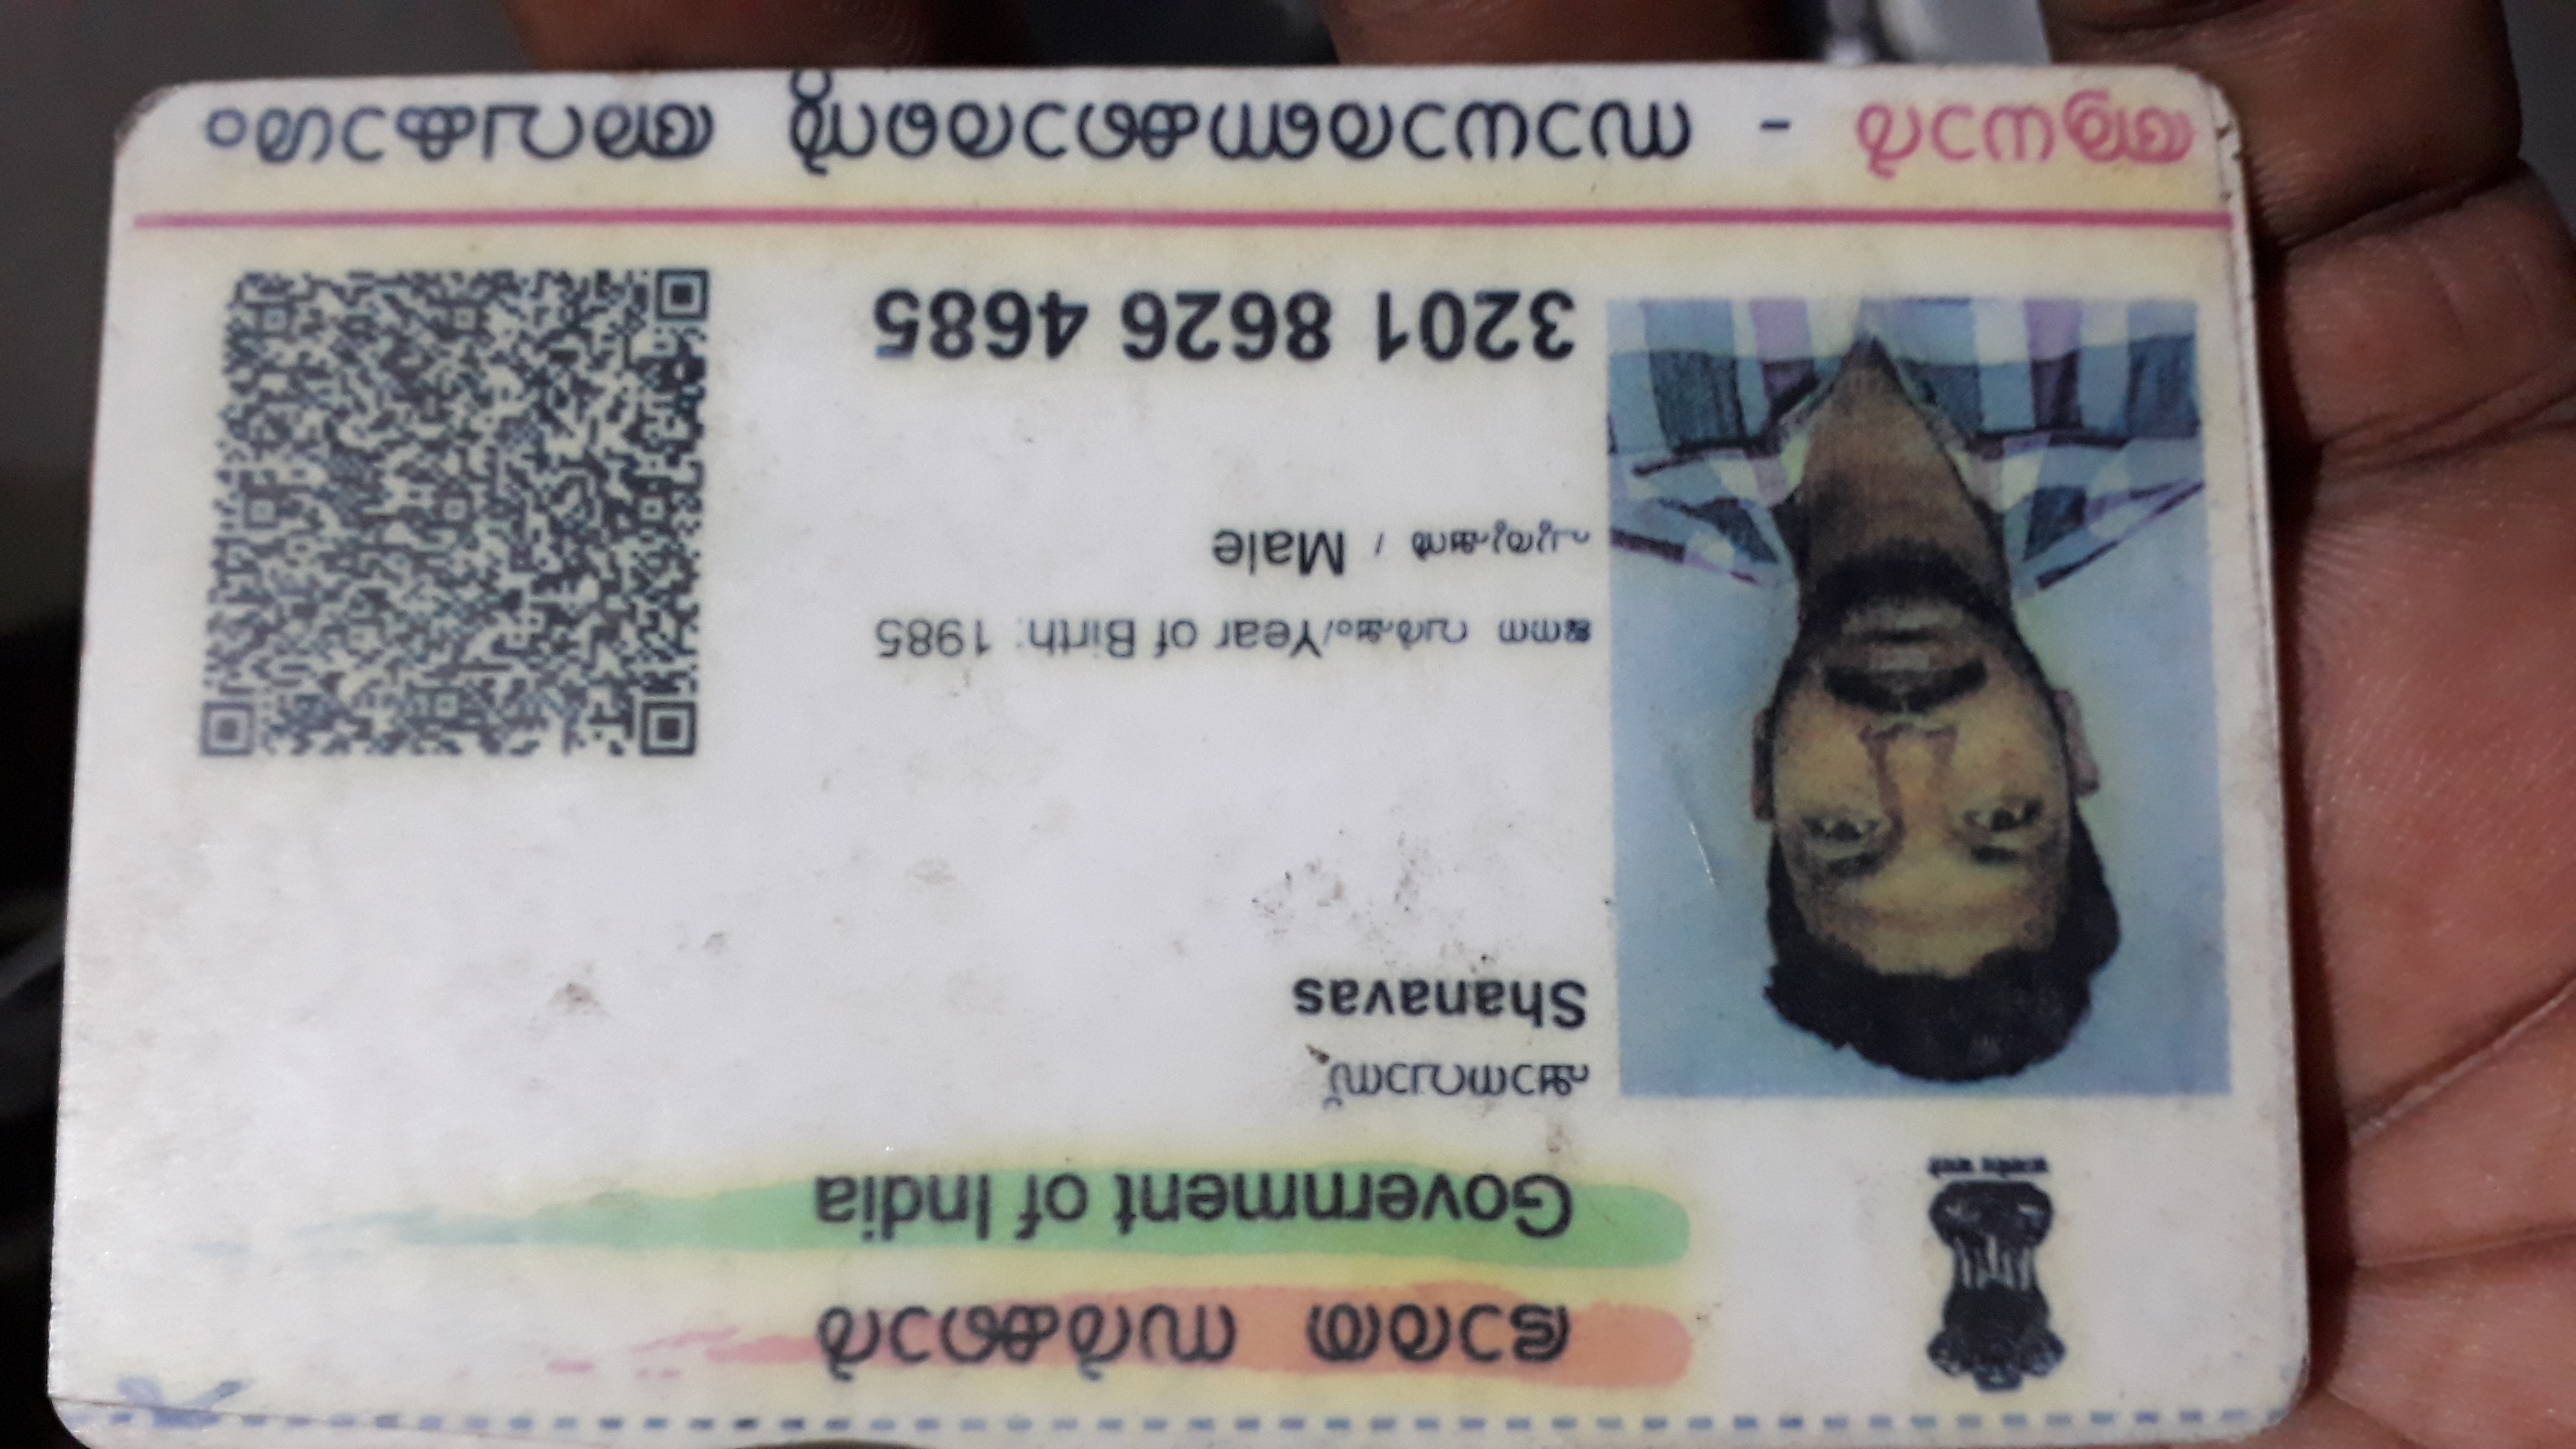 ഭാരത സർക്കാർ
Government of India
ഷാനവാസ്
Shanavas
ജനന വർഷം/Year of Birth: 1985
പുരുഷൻ / Male
3201 8626 4685
ആധാർ - സാധാരണക്കാരന്റെ അവകാശം